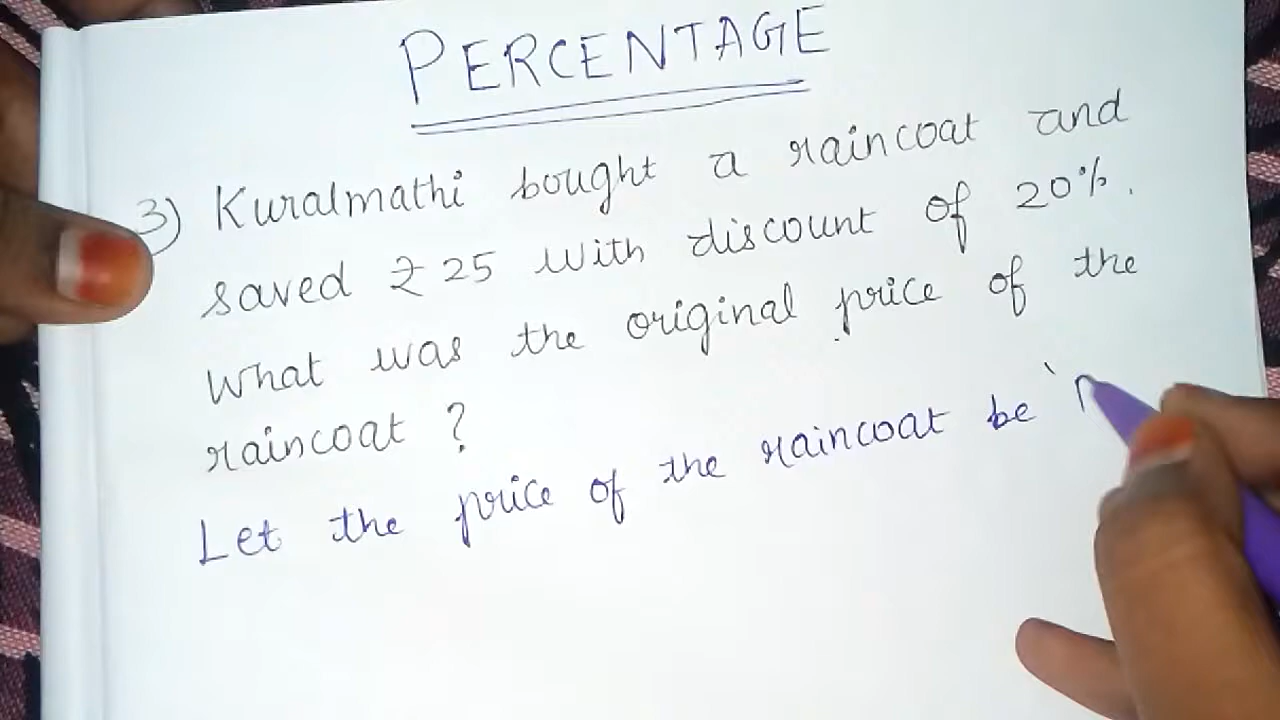 PERCENTAGE
3) Kuralmathi bought a raincoat and
saved ₹25 with discount of 20%.
What was the original price of the
raincoat ?
Let the price of the raincoat be '